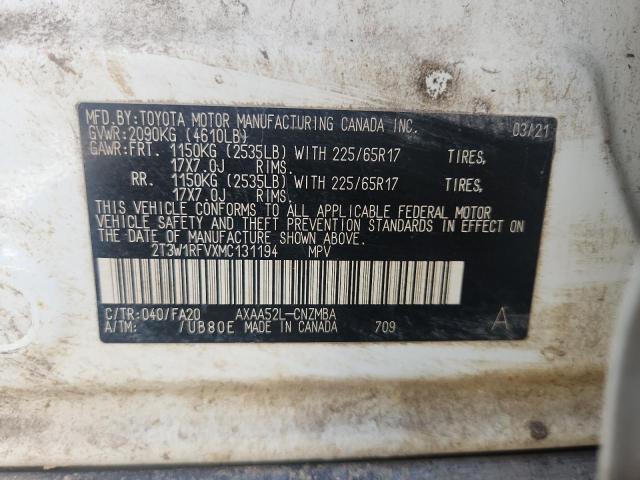 MFD.BY:TOYOTA MOTOR MANUFACTURING CANADA INC. 03/21
GVWR:2090KG (4610LB)
GAWR:FRT. 1150KG (2535LB) WITH 225/65R17 TIRES,
17X7.0J RIMS.
RR. 1150KG (2535LB) WITH 225/65R17 TIRES,
17X7.0J RIMS.
THIS VEHICLE CONFORMS TO ALL APPLICABLE FEDERAL MOTOR
VEHICLE SAFETY AND THEFT PREVENTION STANDARDS IN EFFECT ON
THE DATE OF MANUFACTURE SHOWN ABOVE.
2T3W1RFVXMC131194 MPV
C/TR:040/FA20 AXAA52L-CNZMBA
A/TM: /UB80E MADE IN CANADA 709 A